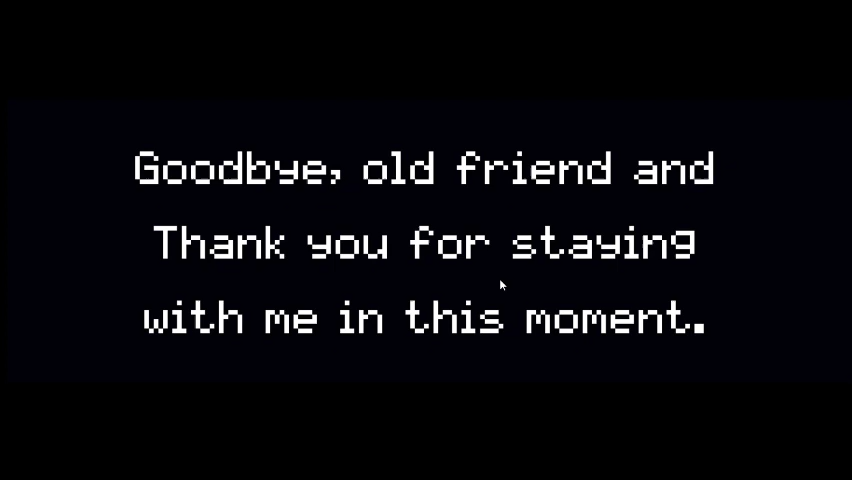 Goodbye, old friend and
Thank you for staying
with me in this moment.